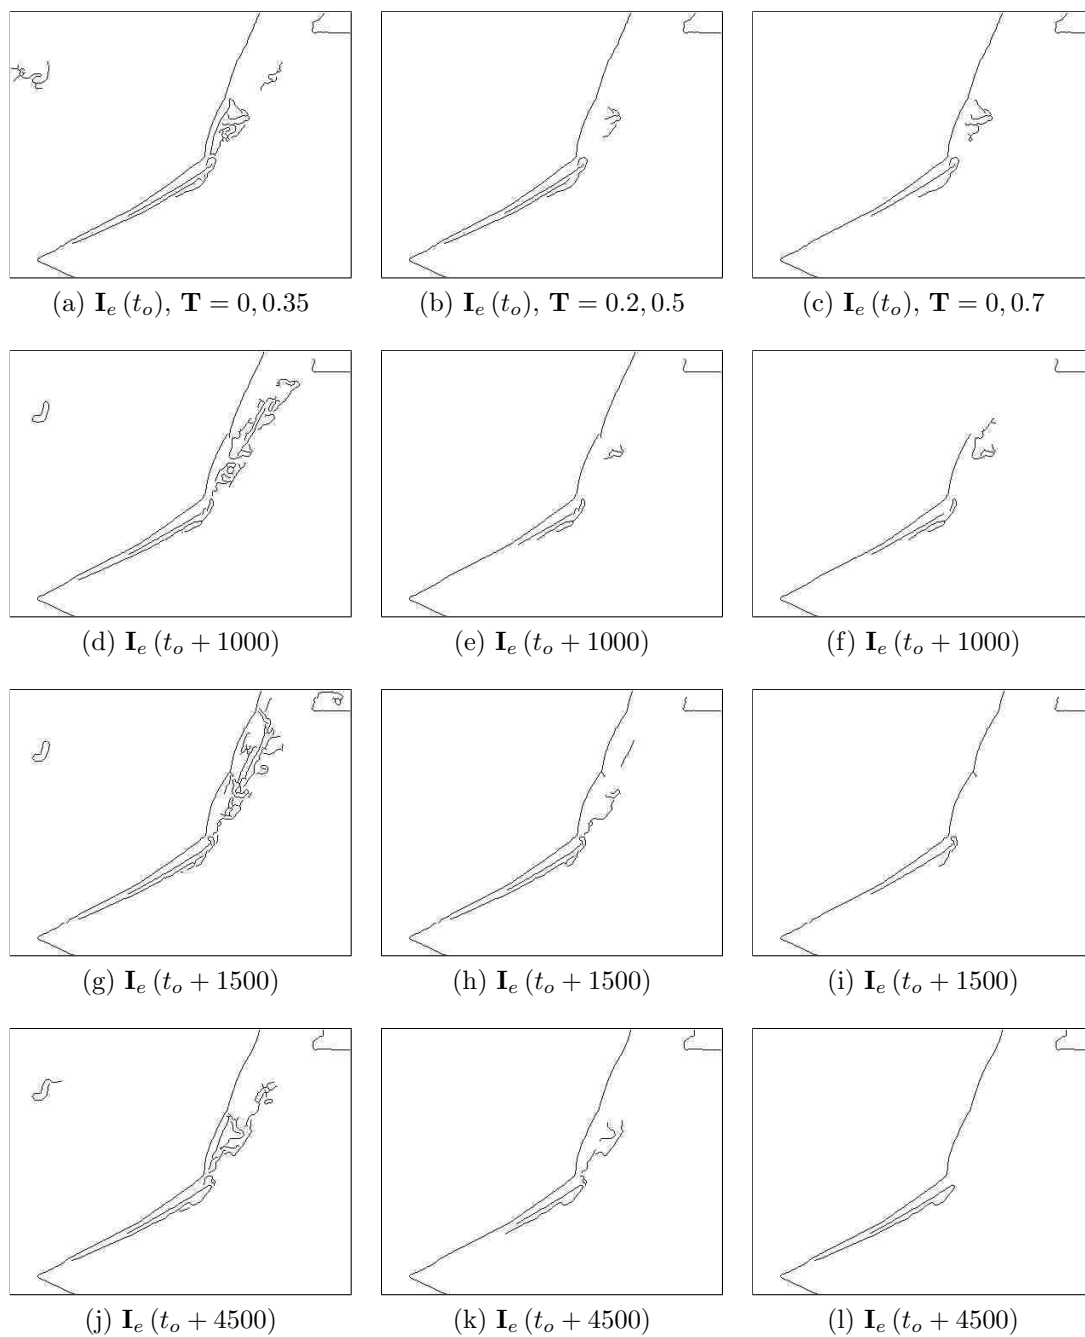 (a) I_e (t_o), T = 0, 0.35
(b) I_e (t_o), T = 0.2, 0.5
(c) I_e (t_o), T = 0, 0.7
(d) I_e (t_o + 1000)
(e) I_e (t_o + 1000)
(f) I_e (t_o + 1000)
(g) I_e (t_o + 1500)
(h) I_e (t_o + 1500)
(i) I_e (t_o + 1500)
(j) I_e (t_o + 4500)
(k) I_e (t_o + 4500)
(l) I_e (t_o + 4500)